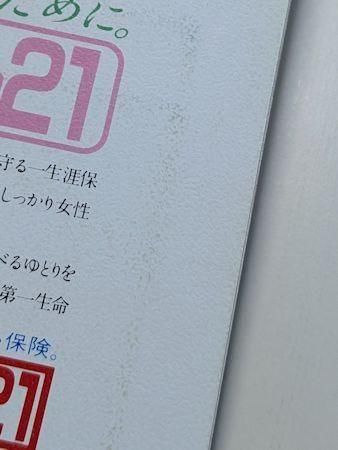 ために。
21
守る一生涯保
しっかり女性
べるゆとりを
第一生命
保険。
21